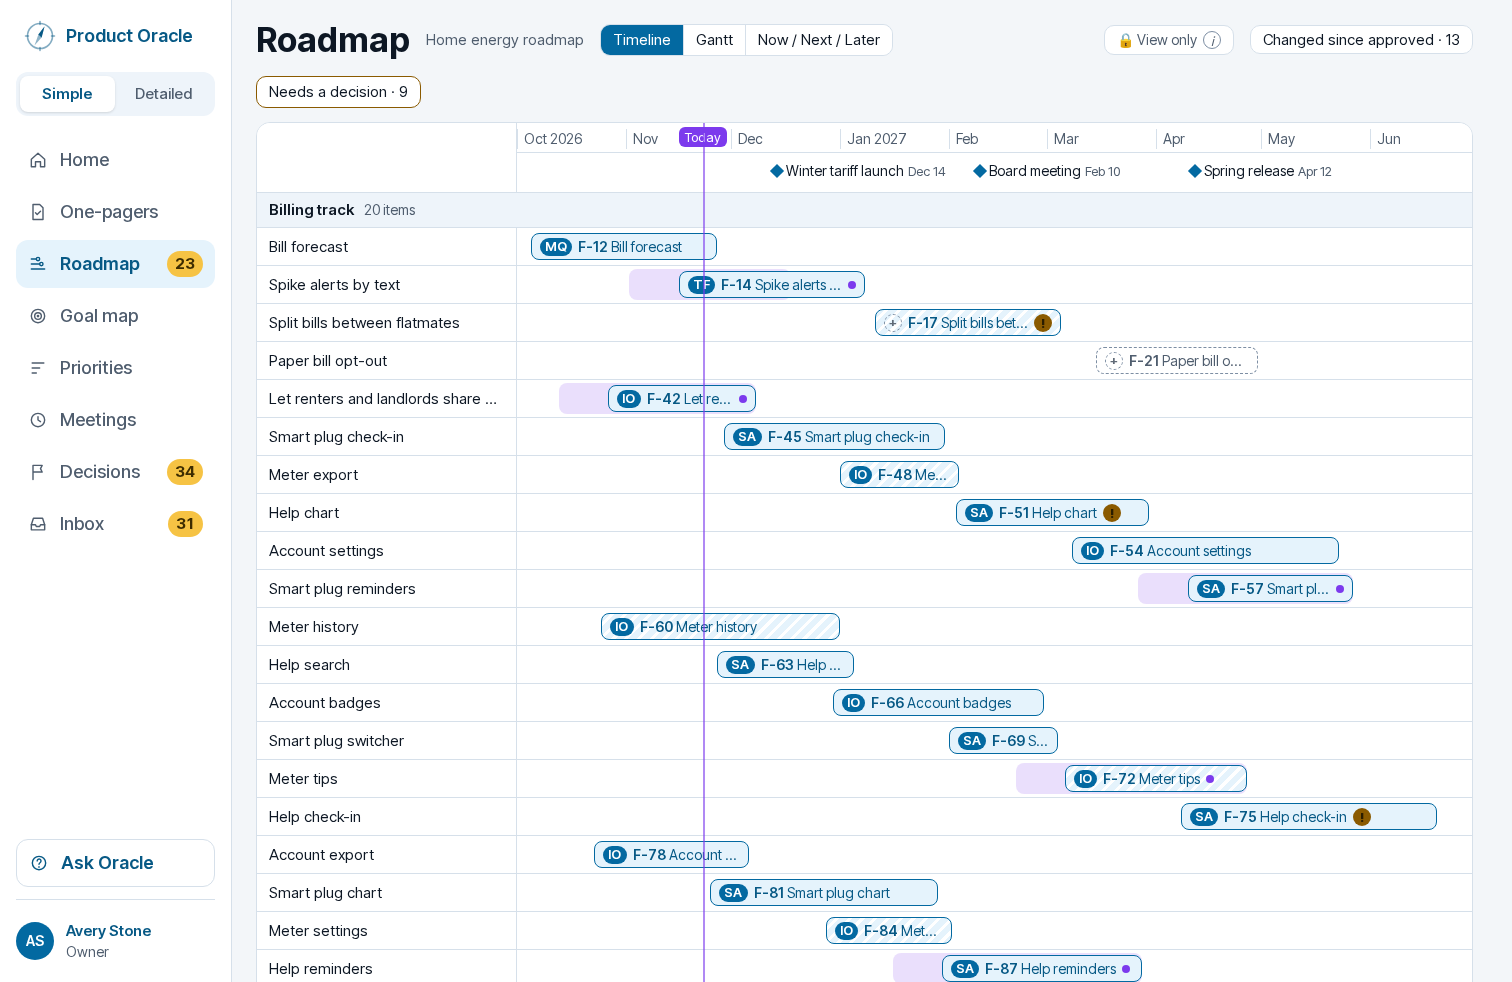 Product Oracle
Simple Detailed
Home
One-pagers
Roadmap 23
Goal map
Priorities
Meetings
Decisions 34
Inbox 31
Ask Oracle
AS Avery Stone
Owner
Roadmap Home energy roadmap Timeline Gantt Now / Next / Later 🔒 View only i Changed since approved · 13
Needs a decision · 9
Oct 2026 Nov Today Dec Jan 2027 Feb Mar Apr May Jun
Winter tariff launch Dec 14 Board meeting Feb 10 Spring release Apr 12
Billing track 20 items
Bill forecast MQ F-12 Bill forecast
Spike alerts by text TF F-14 Spike alerts ...
Split bills between flatmates + F-17 Split bills bet... !
Paper bill opt-out + F-21 Paper bill o...
Let renters and landlords share ... IO F-42 Let re...
Smart plug check-in SA F-45 Smart plug check-in
Meter export IO F-48 Me...
Help chart SA F-51 Help chart !
Account settings IO F-54 Account settings
Smart plug reminders SA F-57 Smart pl...
Meter history IO F-60 Meter history
Help search SA F-63 Help ...
Account badges IO F-66 Account badges
Smart plug switcher SA F-69 S...
Meter tips IO F-72 Meter tips
Help check-in SA F-75 Help check-in !
Account export IO F-78 Account ...
Smart plug chart SA F-81 Smart plug chart
Meter settings IO F-84 Met...
Help reminders SA F-87 Help reminders